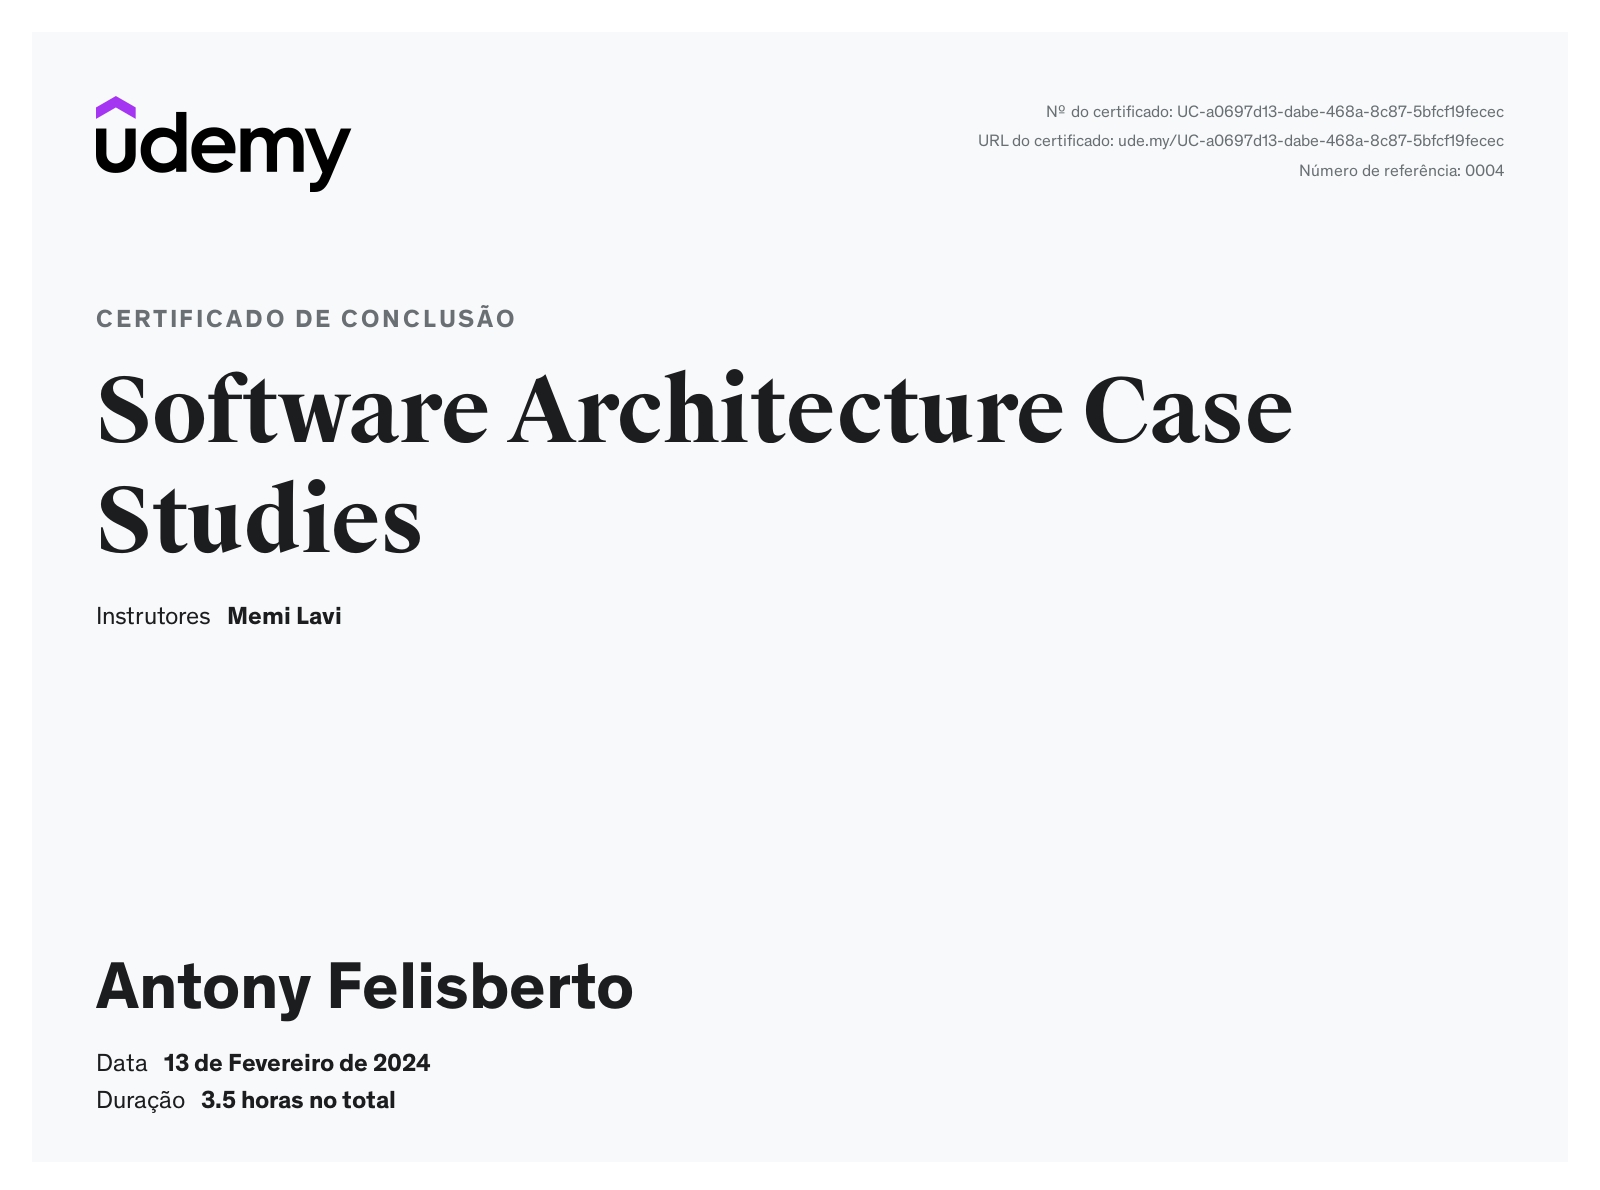 udemy
Nº do certificado: UC-a0697d13-dabe-468a-8c87-5bfcf19fecec
URL do certificado: ude.my/UC-a0697d13-dabe-468a-8c87-5bfcf19fecec
Número de referência: 0004
CERTIFICADO DE CONCLUSÃO
Software Architecture Case
Studies
Instrutores Memi Lavi
Antony Felisberto
Data 13 de Fevereiro de 2024
Duração 3.5 horas no total